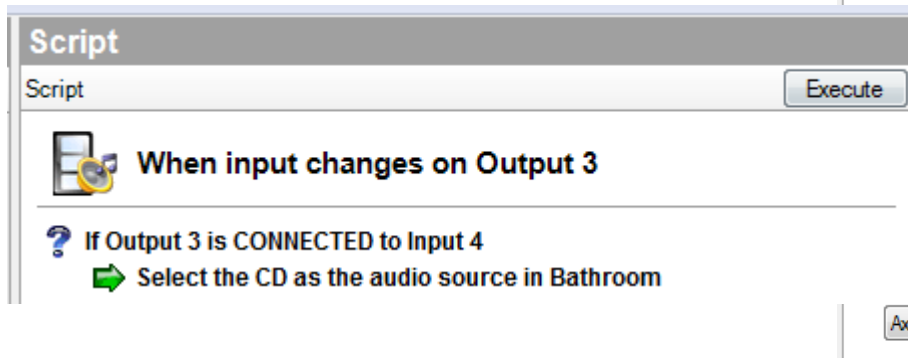 Script
Script Execute
When input changes on Output 3
If Output 3 is CONNECTED to Input 4
Select the CD as the audio source in Bathroom